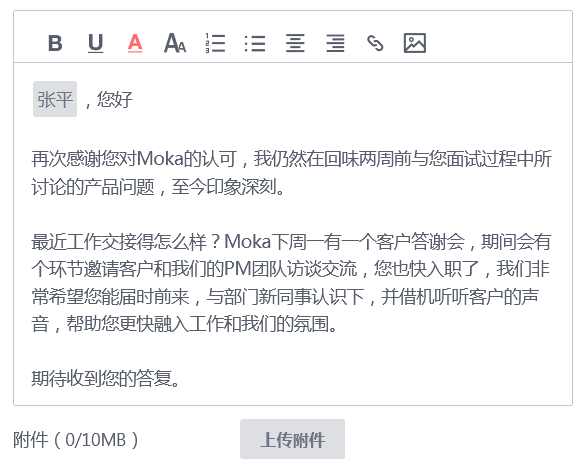 B U A AA
张平，您好
再次感谢您对Moka的认可，我仍然在回味两周前与您面试过程中所
讨论的产品问题，至今印象深刻。
最近工作交接得怎么样？Moka下周一有一个客户答谢会，期间会有
个环节邀请客户和我们的PM团队访谈交流，您也快入职了，我们非
常希望您能届时前来，与部门新同事认识下，并借机听听客户的声
音，帮助您更快融入工作和我们的氛围。
期待收到您的答复。
附件（0/10MB） 上传附件